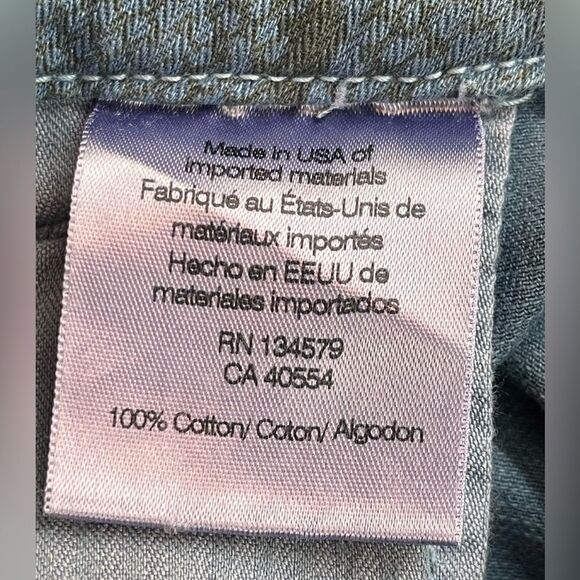 Made in USA of
imported materials
Fabriqué au États-Unis de
matériaux importés
Hecho en EEUU de
materiales importados
RN 134579
CA 40554
100% Cotton/ Coton/ Algodon